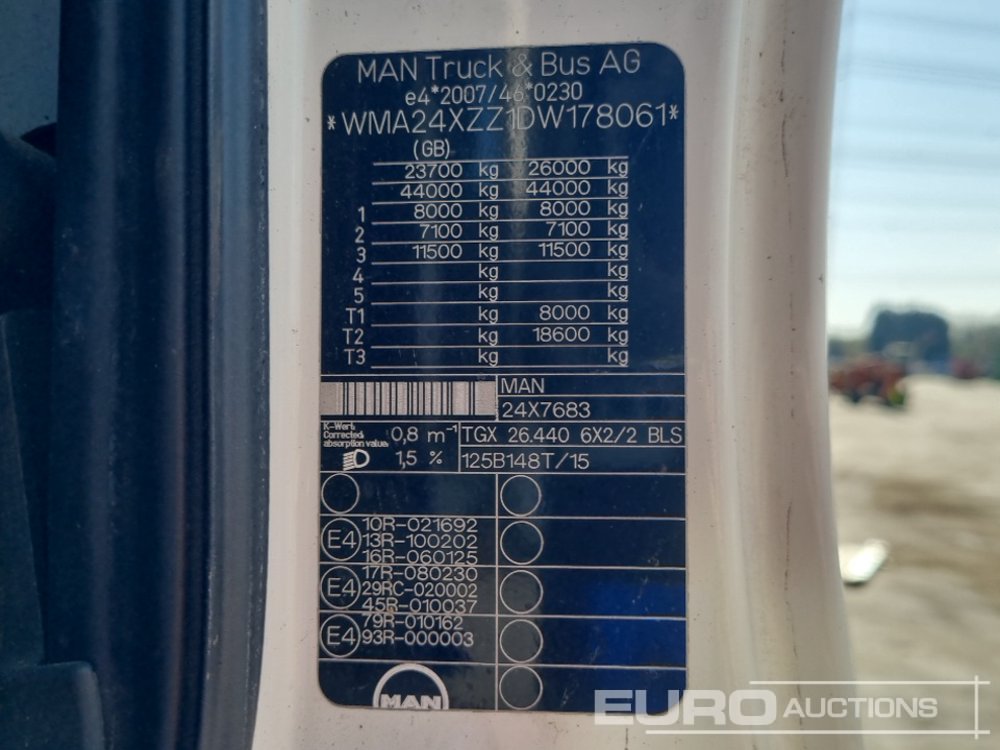 MAN Truck & Bus AG
e4*2007/46*0230
*WMA24XZZ1DW178061*
(GB)
23700 kg 26000 kg
44000 kg 44000 kg
1 8000 kg 8000 kg
2 7100 kg 7100 kg
3 11500 kg 11500 kg
4 kg kg
5 kg kg
T1 kg 8000 kg
T2 kg 18600 kg
T3 kg kg
MAN
24X7683
K-Wert:
Corrected
absorption value:
0,8 m⁻¹
TGX 26.440 6X2/2 BLS
1,5 %
125B148T/15
10R-021692
E4 13R-100202
16R-060125
17R-080230
E4 29RC-020002
45R-010037
79R-010162
E4 93R-000003
MAN
EURO AUCTIONS